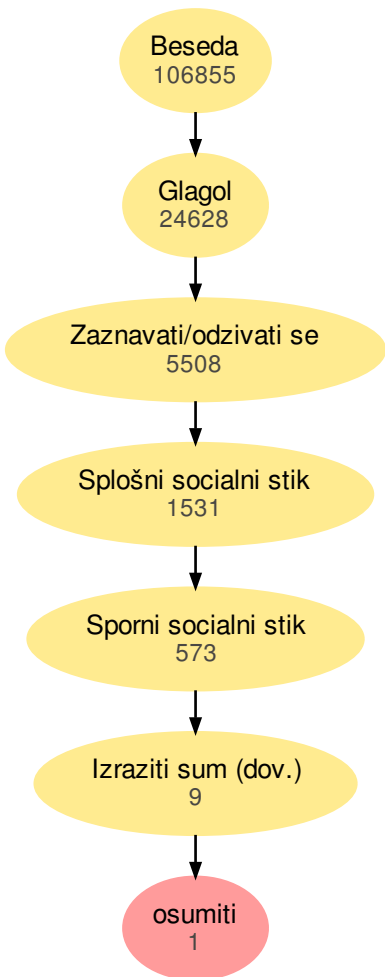 Beseda
106855
Glagol
24628
Zaznavati/odzivati se
5508
Splošni socialni stik
1531
Sporni socialni stik
573
Izraziti sum (dov.)
9
osumiti
1